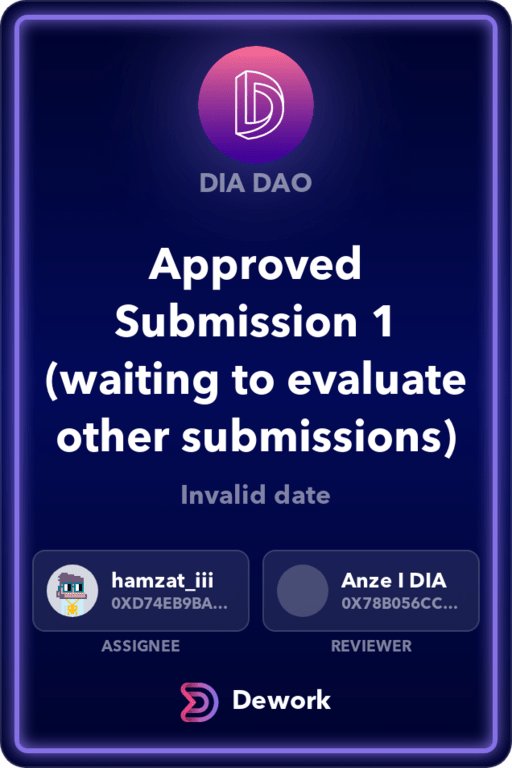 DIA DAO
Approved
Submission 1
(waiting to evaluate
other submissions)
Invalid date
hamzat_iii
0XD74EB9BA...
ASSIGNEE
Anze I DIA
0X78B056CC...
REVIEWER
Dework